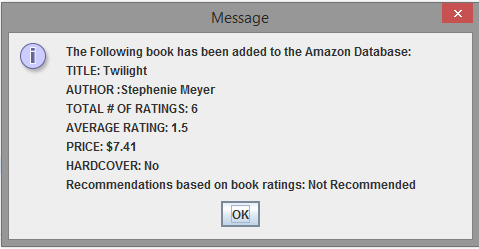 Message
The Following book has been added to the Amazon Database:
TITLE: Twilight
AUTHOR :Stephenie Meyer
TOTAL # OF RATINGS: 6
AVERAGE RATING: 1.5
PRICE: $7.41
HARDCOVER: No
Recommendations based on book ratings: Not Recommended
OK